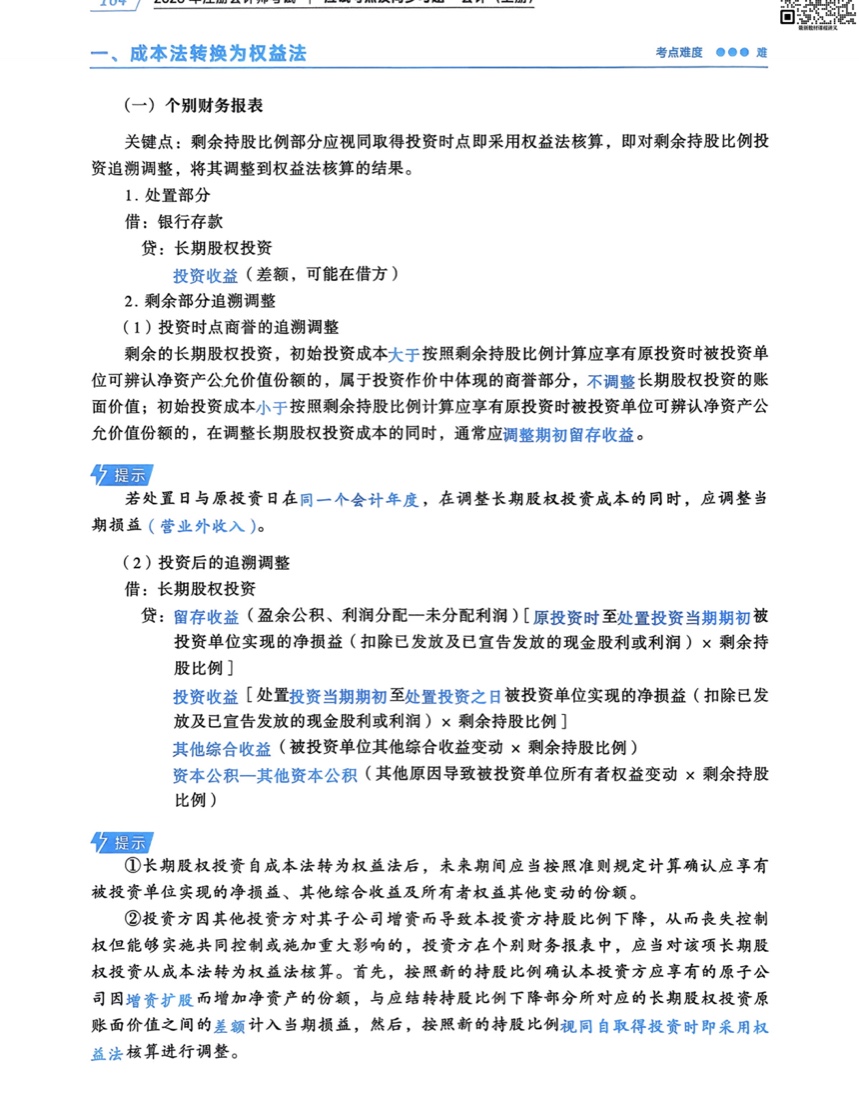 一、成本法转换为权益法
考点难度 难
（一）个别财务报表
关键点：剩余持股比例部分应视同取得投资时点即采用权益法核算，即对剩余持股比例投
资追溯调整，将其调整到权益法核算的结果。
1. 处置部分
借：银行存款
贷：长期股权投资
投资收益（差额，可能在借方）
2. 剩余部分追溯调整
（1）投资时点商誉的追溯调整
剩余的长期股权投资，初始投资成本大于按照剩余持股比例计算应享有原投资时被投资单
位可辨认净资产公允价值份额的，属于投资作价中体现的商誉部分，不调整长期股权投资的账
面价值；初始投资成本小于按照剩余持股比例计算应享有原投资时被投资单位可辨认净资产公
允价值份额的，在调整长期股权投资成本的同时，通常应调整期初留存收益。
提示
若处置日与原投资日在同一个会计年度，在调整长期股权投资成本的同时，应调整当
期损益（营业外收入）。
（2）投资后的追溯调整
借：长期股权投资
贷：留存收益（盈余公积、利润分配—未分配利润）[原投资时至处置投资当期期初被
投资单位实现的净损益（扣除已发放及已宣告发放的现金股利或利润）× 剩余持
股比例]
投资收益［处置投资当期期初至处置投资之日被投资单位实现的净损益（扣除已发
放及已宣告发放的现金股利或利润）× 剩余持股比例］
其他综合收益（被投资单位其他综合收益变动 × 剩余持股比例）
资本公积—其他资本公积（其他原因导致被投资单位所有者权益变动 × 剩余持股
比例）
提示
①长期股权投资自成本法转为权益法后，未来期间应当按照准则规定计算确认应享有
被投资单位实现的净损益、其他综合收益及所有者权益其他变动的份额。
②投资方因其他投资方对其子公司增资而导致本投资方持股比例下降，从而丧失控制
权但能够实施共同控制或施加重大影响的，投资方在个别财务报表中，应当对该项长期股
权投资从成本法转为权益法核算。首先，按照新的持股比例确认本投资方应享有的原子公
司因增资扩股而增加净资产的份额，与应结转持股比例下降部分所对应的长期股权投资原
账面价值之间的差额计入当期损益，然后，按照新的持股比例视同自取得投资时即采用权
益法核算进行调整。